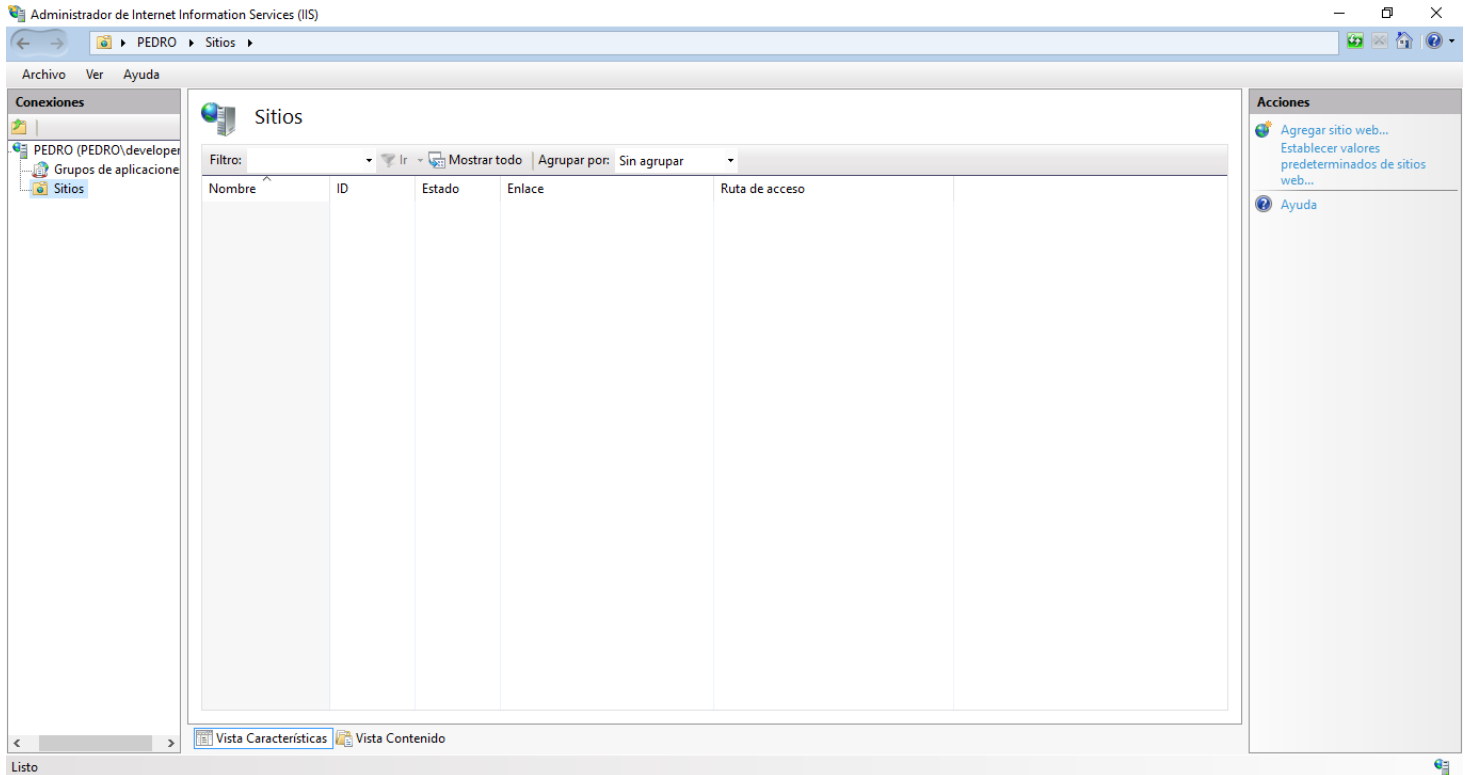 Administrador de Internet Information Services (IIS)
PEDRO Sitios
Archivo Ver Ayuda
Conexiones
PEDRO (PEDRO\developer
Grupos de aplicacione
Sitios
Sitios
Filtro: Ir Mostrar todo Agrupar por: Sin agrupar
Nombre ID Estado Enlace Ruta de acceso
Vista Características Vista Contenido
Acciones
Agregar sitio web...
Establecer valores
predeterminados de sitios
web...
Ayuda
Listo